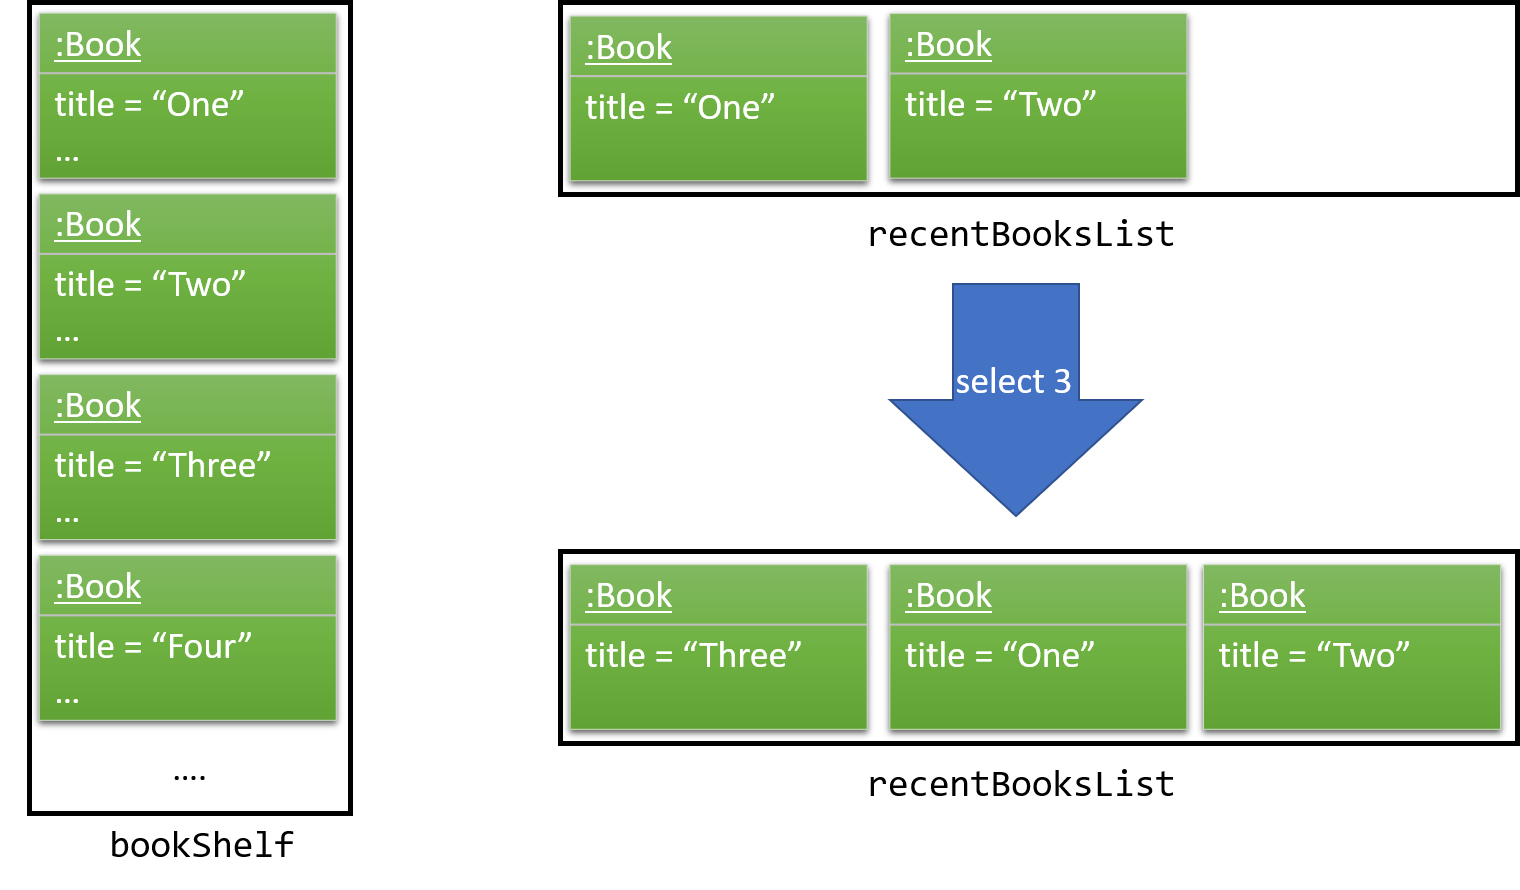 :Book
title = “One”
...
:Book
title = “Two”
...
:Book
title = “Three”
...
:Book
title = “Four”
...
....
bookShelf
:Book
title = “One”
:Book
title = “Two”
recentBooksList
select 3
:Book
title = “Three”
:Book
title = “One”
:Book
title = “Two”
recentBooksList